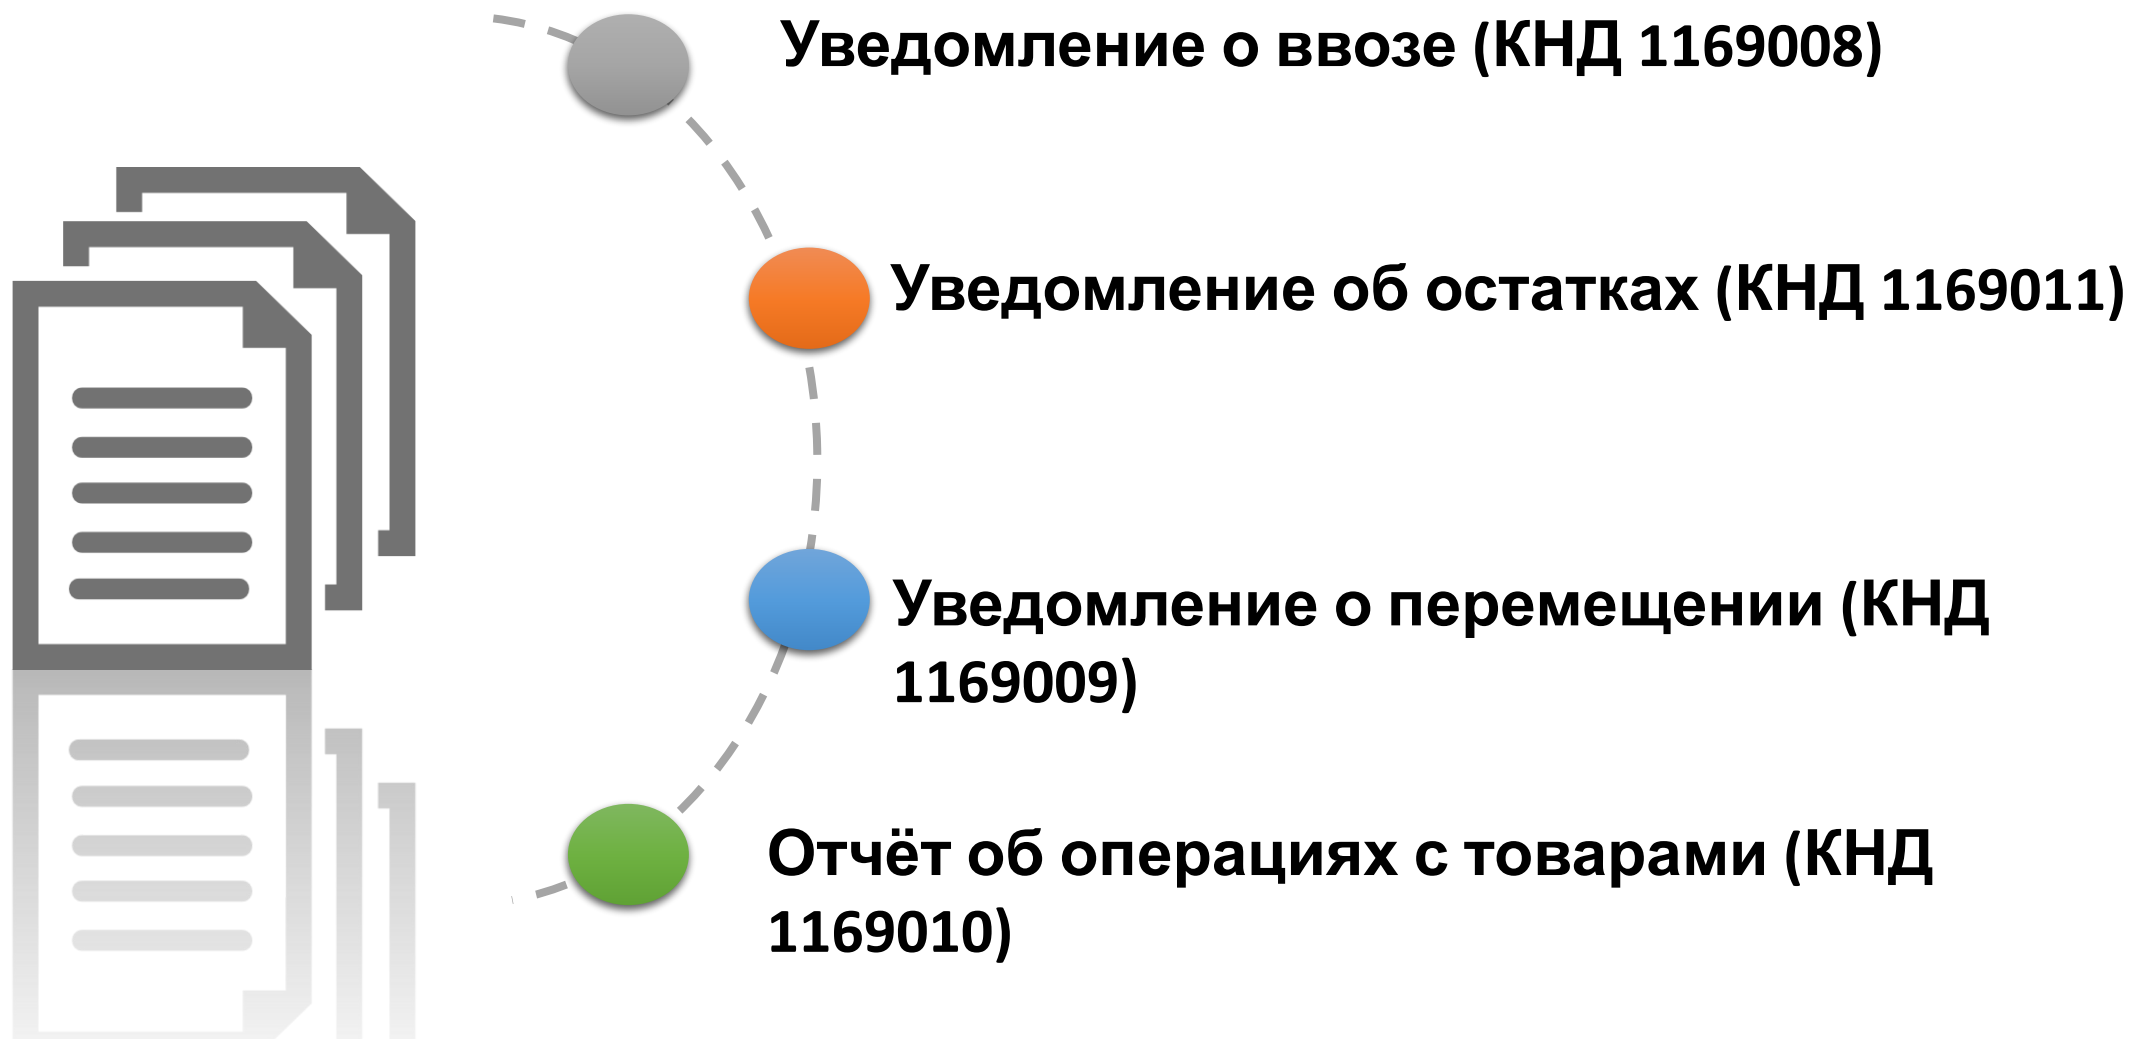 Уведомление о ввозе (КНД 1169008)
Уведомление об остатках (КНД 1169011)
Уведомление о перемещении (КНД
1169009)
Отчёт об операциях с товарами (КНД
1169010)